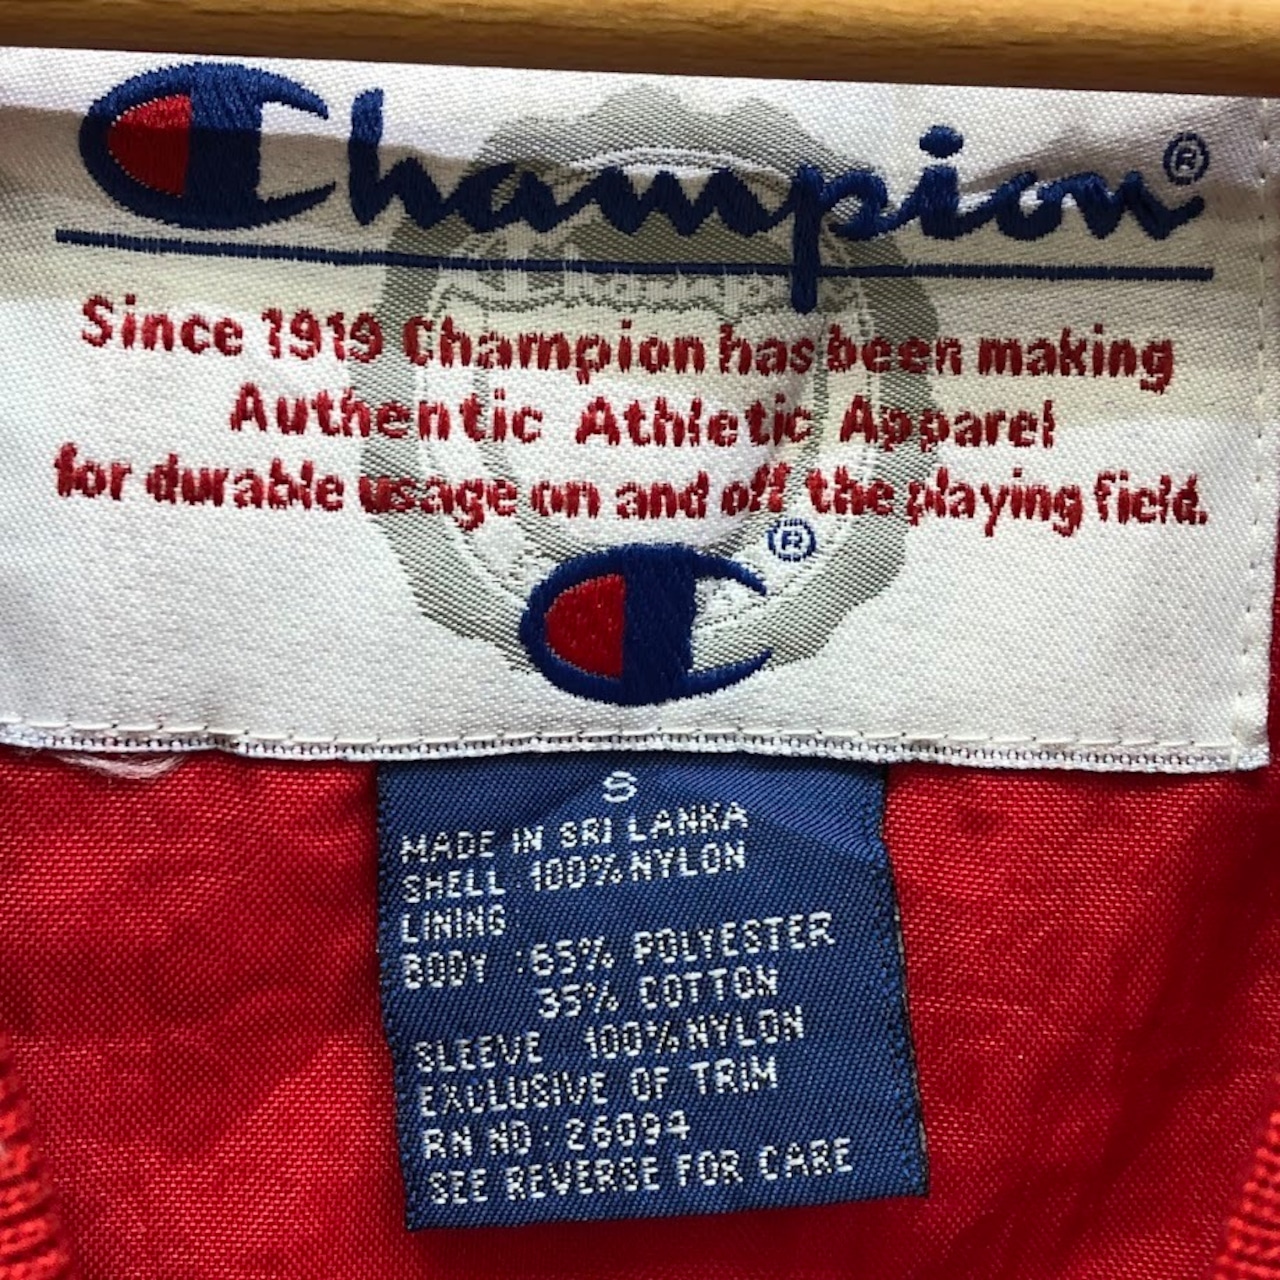 Champion®
Since 1919 Champion has been making
Authentic Athletic Apparel
for durable usage on and off the playing field.
®
S
MADE IN SRI LANKA
SHELL : 100% NYLON
LINING
BODY : 65% POLYESTER
35% COTTON
SLEEVE 100% NYLON
EXCLUSIVE OF TRIM
RN NO : 26094
SEE REVERSE FOR CARE